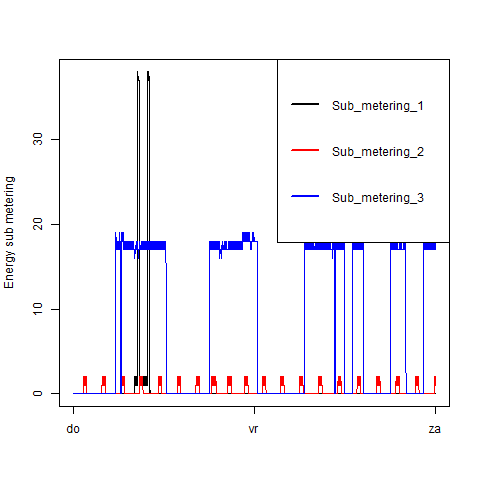 Sub_metering_1
Sub_metering_2
Sub_metering_3
Energy sub metering
30
20
10
0
do
vr
za